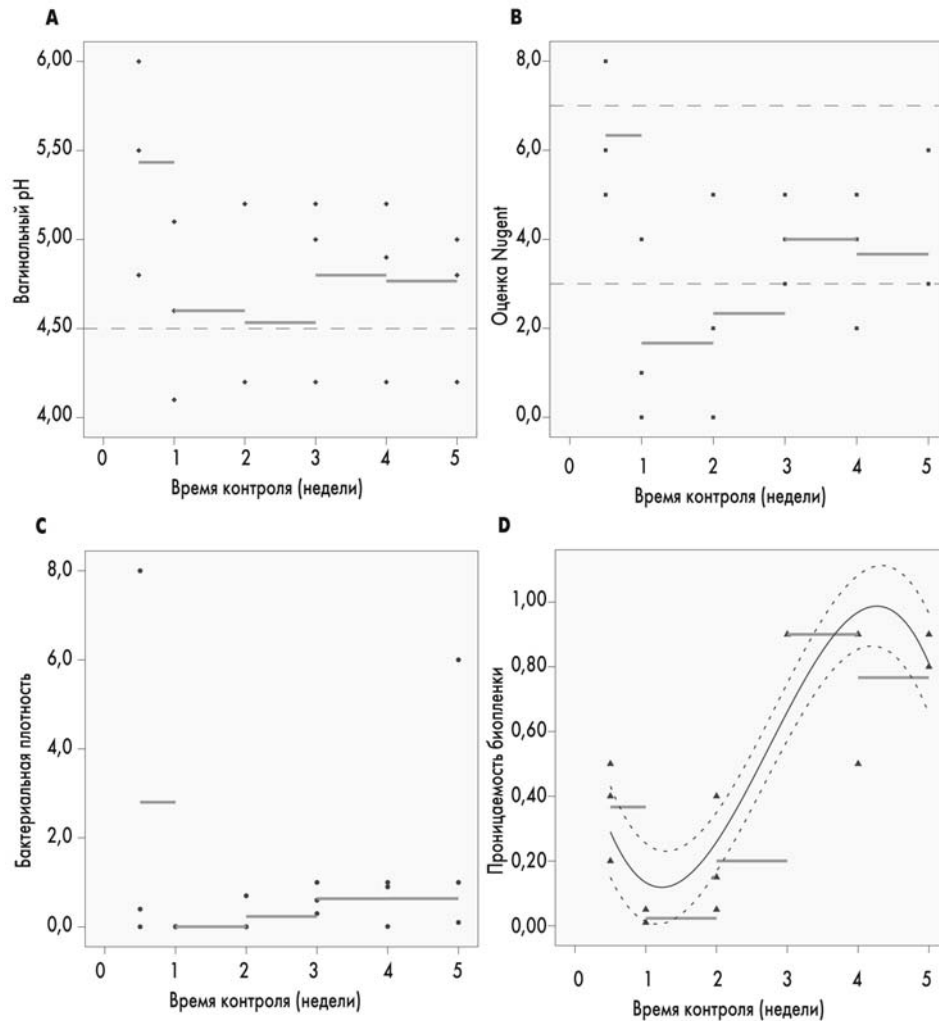 A
Вагинальный pH
6,00
5,50
5,00
4,50
4,00
0 1 2 3 4 5
Время контроля (недели)
B
Оценка Nugent
8,0
6,0
4,0
2,0
0,0
0 1 2 3 4 5
Время контроля (недели)
C
Бактериальная плотность
8,0
6,0
4,0
2,0
0,0
0 1 2 3 4 5
Время контроля (недели)
D
Проницаемость биопленки
1,00
0,80
0,60
0,40
0,20
0,00
0 1 2 3 4 5
Время контроля (недели)